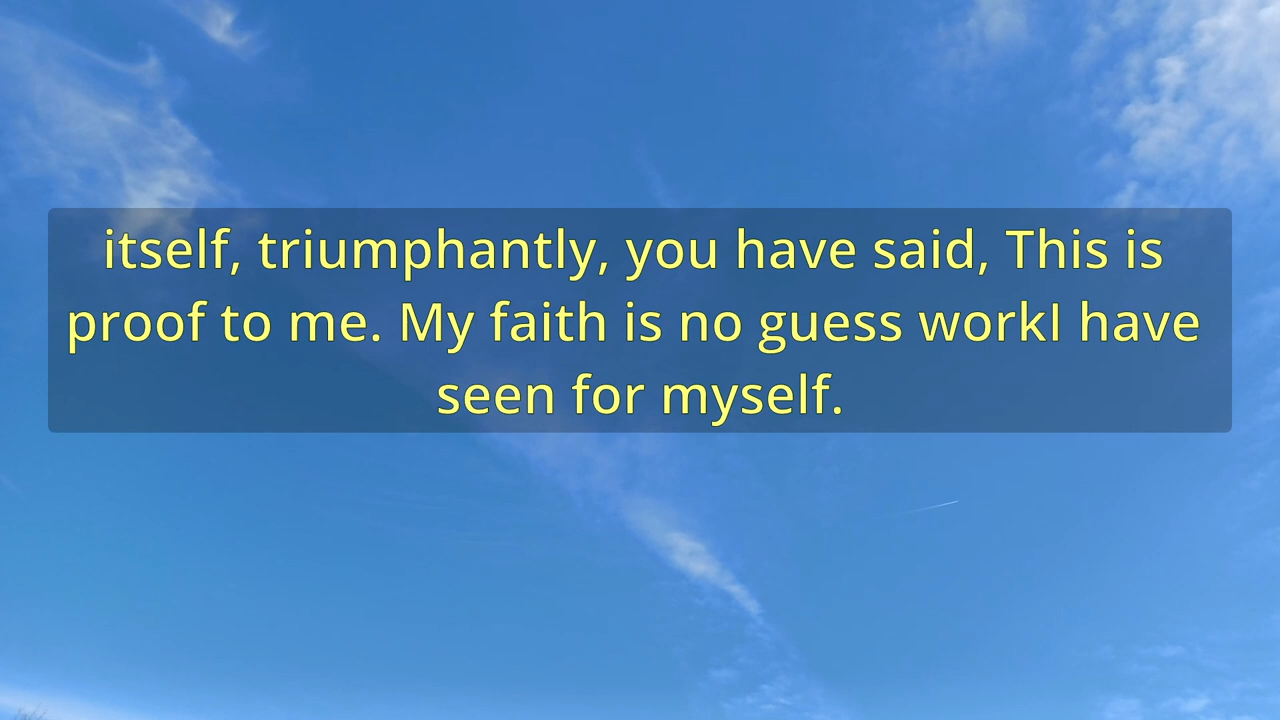 itself, triumphantly, you have said, This is
proof to me. My faith is no guess workI have
seen for myself.